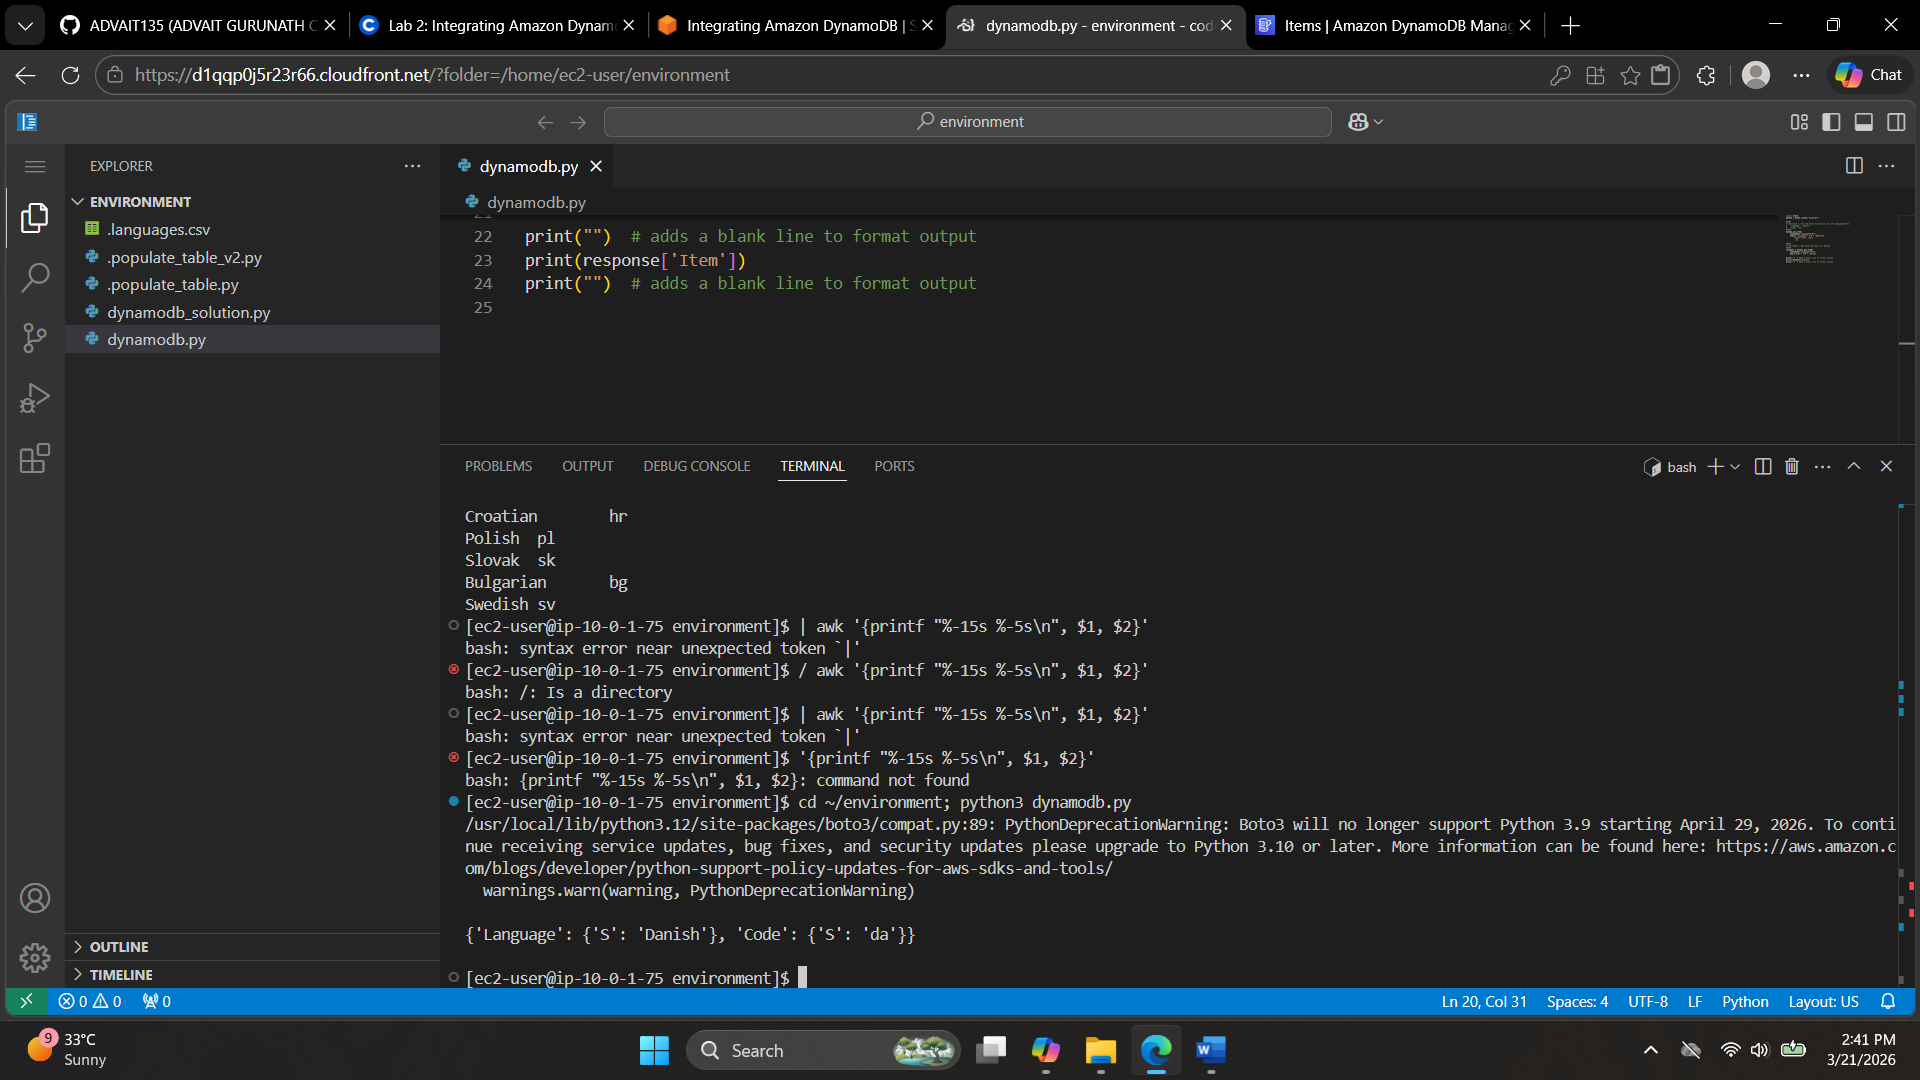 ADVAIT135 (ADVAIT GURUNATH C
Lab 2: Integrating Amazon Dynam
Integrating Amazon DynamoDB | S
dynamodb.py - environment - cod
Items | Amazon DynamoDB Manag
https://d1qqp0j5r23r66.cloudfront.net/?folder=/home/ec2-user/environment
Chat
environment
EXPLORER
ENVIRONMENT
.languages.csv
.populate_table_v2.py
.populate_table.py
dynamodb_solution.py
dynamodb.py
OUTLINE
TIMELINE
dynamodb.py
dynamodb.py
21
22 print("") # adds a blank line to format output
23 print(response['Item'])
24 print("") # adds a blank line to format output
25
PROBLEMS OUTPUT DEBUG CONSOLE TERMINAL PORTS
bash
Croatian hr
Polish pl
Slovak sk
Bulgarian bg
Swedish sv
[ec2-user@ip-10-0-1-75 environment]$ | awk '{printf "%-15s %-5s\n", $1, $2}'
bash: syntax error near unexpected token `|'
[ec2-user@ip-10-0-1-75 environment]$ / awk '{printf "%-15s %-5s\n", $1, $2}'
bash: /: Is a directory
[ec2-user@ip-10-0-1-75 environment]$ | awk '{printf "%-15s %-5s\n", $1, $2}'
bash: syntax error near unexpected token `|'
[ec2-user@ip-10-0-1-75 environment]$ '{printf "%-15s %-5s\n", $1, $2}'
bash: {printf "%-15s %-5s\n", $1, $2}: command not found
[ec2-user@ip-10-0-1-75 environment]$ cd ~/environment; python3 dynamodb.py
/usr/local/lib/python3.12/site-packages/boto3/compat.py:89: PythonDeprecationWarning: Boto3 will no longer support Python 3.9 starting April 29, 2026. To conti
nue receiving service updates, bug fixes, and security updates please upgrade to Python 3.10 or later. More information can be found here: https://aws.amazon.c
om/blogs/developer/python-support-policy-updates-for-aws-sdks-and-tools/
warnings.warn(warning, PythonDeprecationWarning)
{'Language': {'S': 'Danish'}, 'Code': {'S': 'da'}}
[ec2-user@ip-10-0-1-75 environment]$
0 0 0
Ln 20, Col 31 Spaces: 4 UTF-8 LF Python Layout: US
9 33°C
Sunny
Search
2:41 PM
3/21/2026